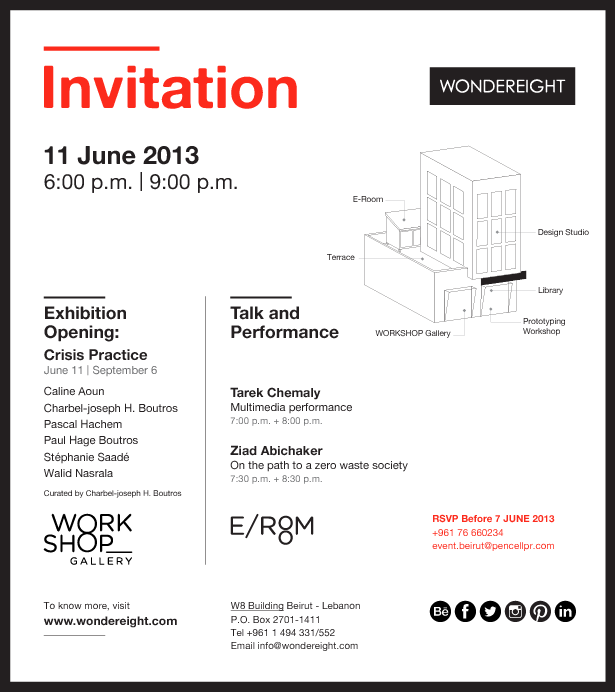 Invitation
WONDEREIGHT
11 June 2013
6:00 p.m. | 9:00 p.m.
E-Room
Design Studio
Terrace
Library
Prototyping
Workshop
WORKSHOP Gallery
Exhibition
Opening:
Crisis Practice
June 11 | September 6
Caline Aoun
Charbel-joseph H. Boutros
Pascal Hachem
Paul Hage Boutros
Stéphanie Saadé
Walid Nasrala
Curated by Charbel-joseph H. Boutros
WORK
SHOP_
GALLERY
Talk and
Performance
Tarek Chemaly
Multimedia performance
7:00 p.m. + 8:00 p.m.
Ziad Abichaker
On the path to a zero waste society
7:30 p.m. + 8:30 p.m.
E/ROOM
RSVP Before 7 JUNE 2013
+961 76 660234
event.beirut@pencellpr.com
To know more, visit
www.wondereight.com
W8 Building Beirut - Lebanon
P.O. Box 2701-1411
Tel +961 1 494 331/552
Email info@wondereight.com
Bē f in